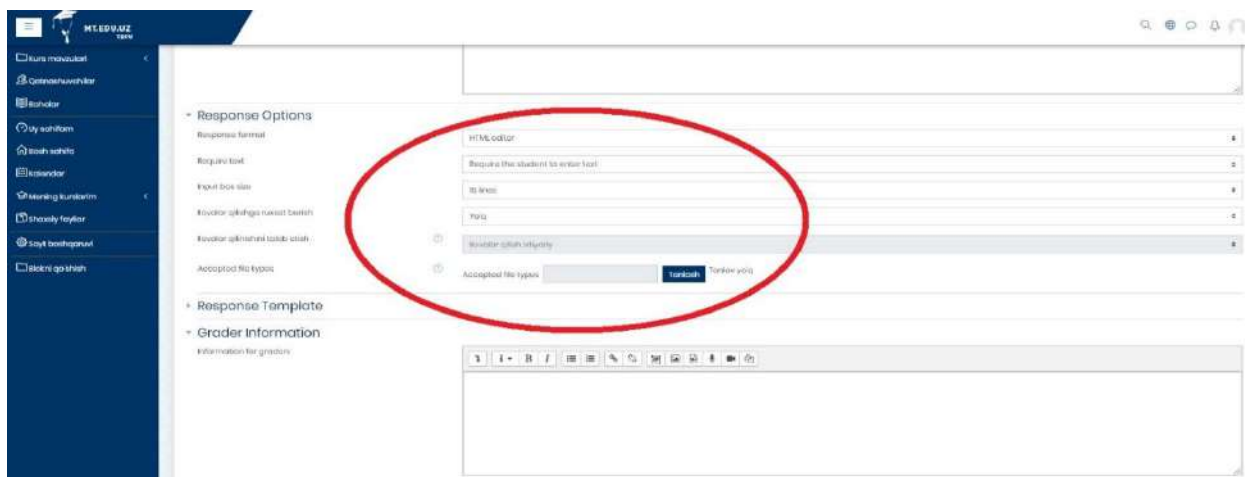 MT.EDU.UZ
Kurs mavzulari
Qatnashuvchilar
Baholar
Uy sahifam
Bosh sahifa
Kalendar
Mening kurslarim
Shaxsiy fayllar
Sayt boshqaruvi
Blokni qo'shish
Response Options
Response format
HTML editor
Require text
Require the student to enter text
Input box size
15 lines
Ilovalar qilishga ruxsat berish
Yo'q
Ilovalar qilinishini talab etish
Ilovalar qilish ixtiyoriy
Accepted file types
Accepted file types
Tanlash
Tanlov yo'q
Response Template
Grader Information
Information for graders